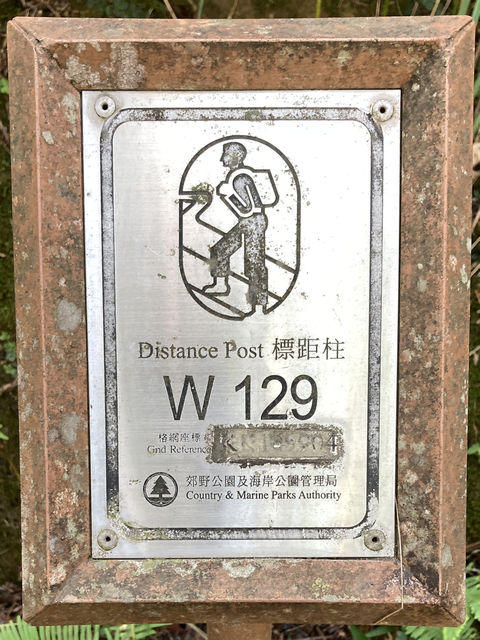 Distance Post 標距柱
W 129
格網座標
Grid Reference
郊野公園及海岸公園管理局
Country & Marine Parks Authority